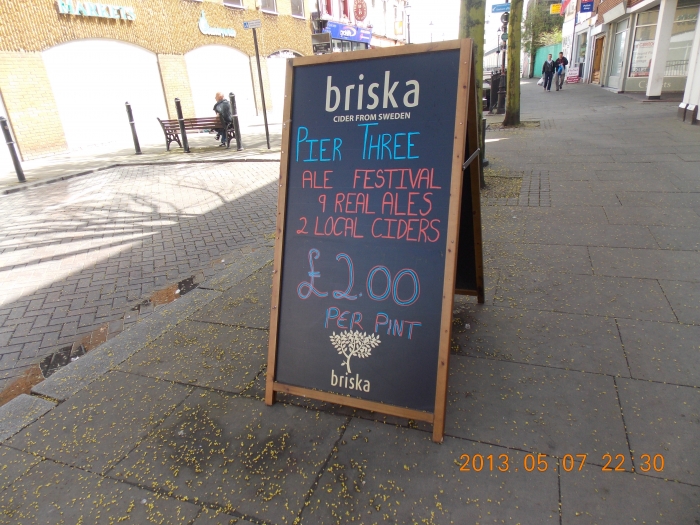 MARKETS
briska
CIDER FROM SWEDEN
PIER THREE
ALE FESTIVAL
9 REAL ALES
2 LOCAL CIDERS
£2.00
PER PINT
briska
2013 05 07 22 30